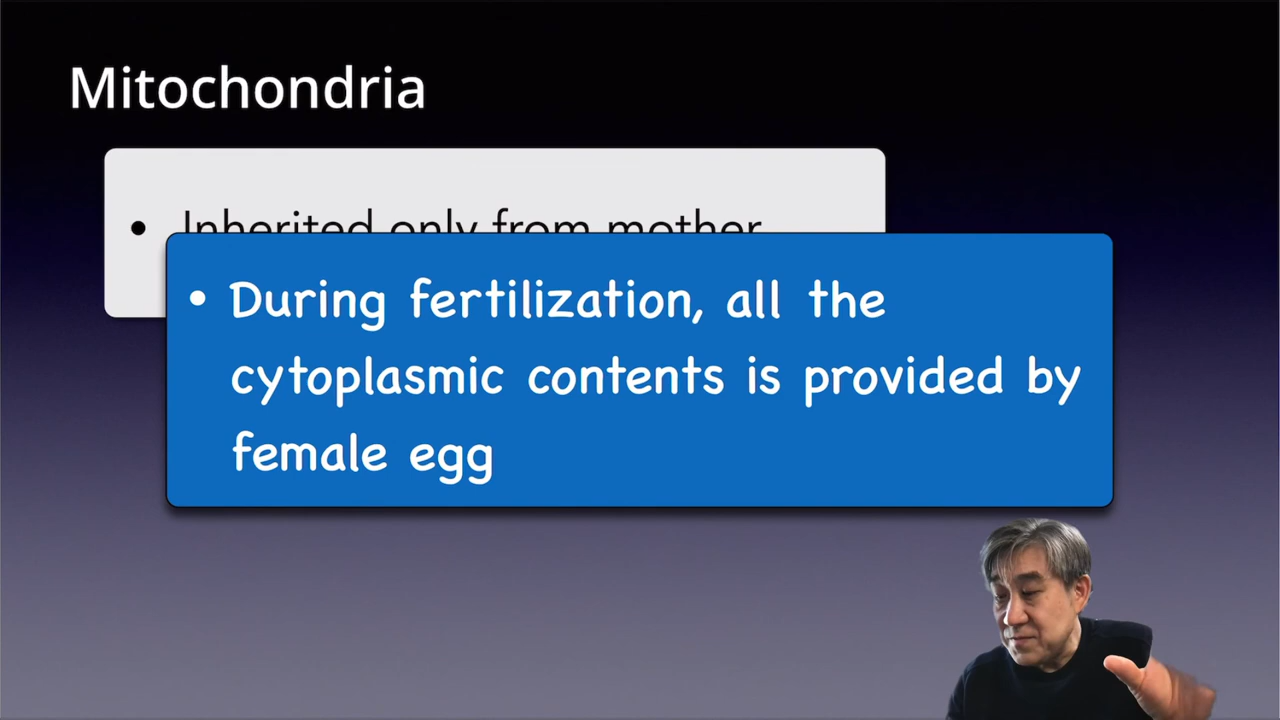 Mitochondria
• Inherited only from mother
• During fertilization, all the
cytoplasmic contents is provided by
female egg